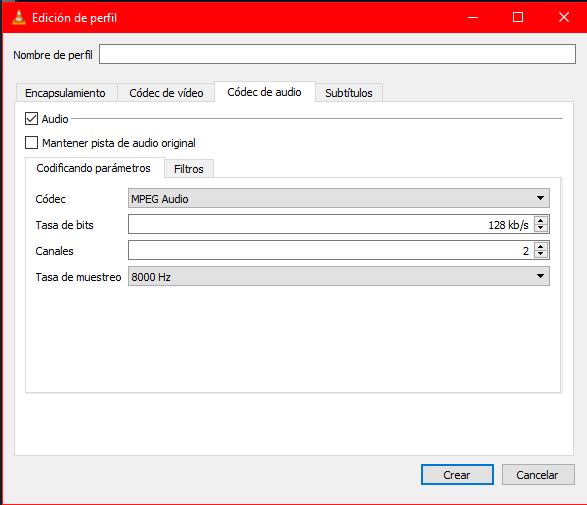 Edición de perfil
Nombre de perfil
Encapsulamiento Códec de vídeo Códec de audio Subtítulos
Audio
Mantener pista de audio original
Codificando parámetros Filtros
Códec MPEG Audio
Tasa de bits 128 kb/s
Canales 2
Tasa de muestreo 8000 Hz
Crear Cancelar